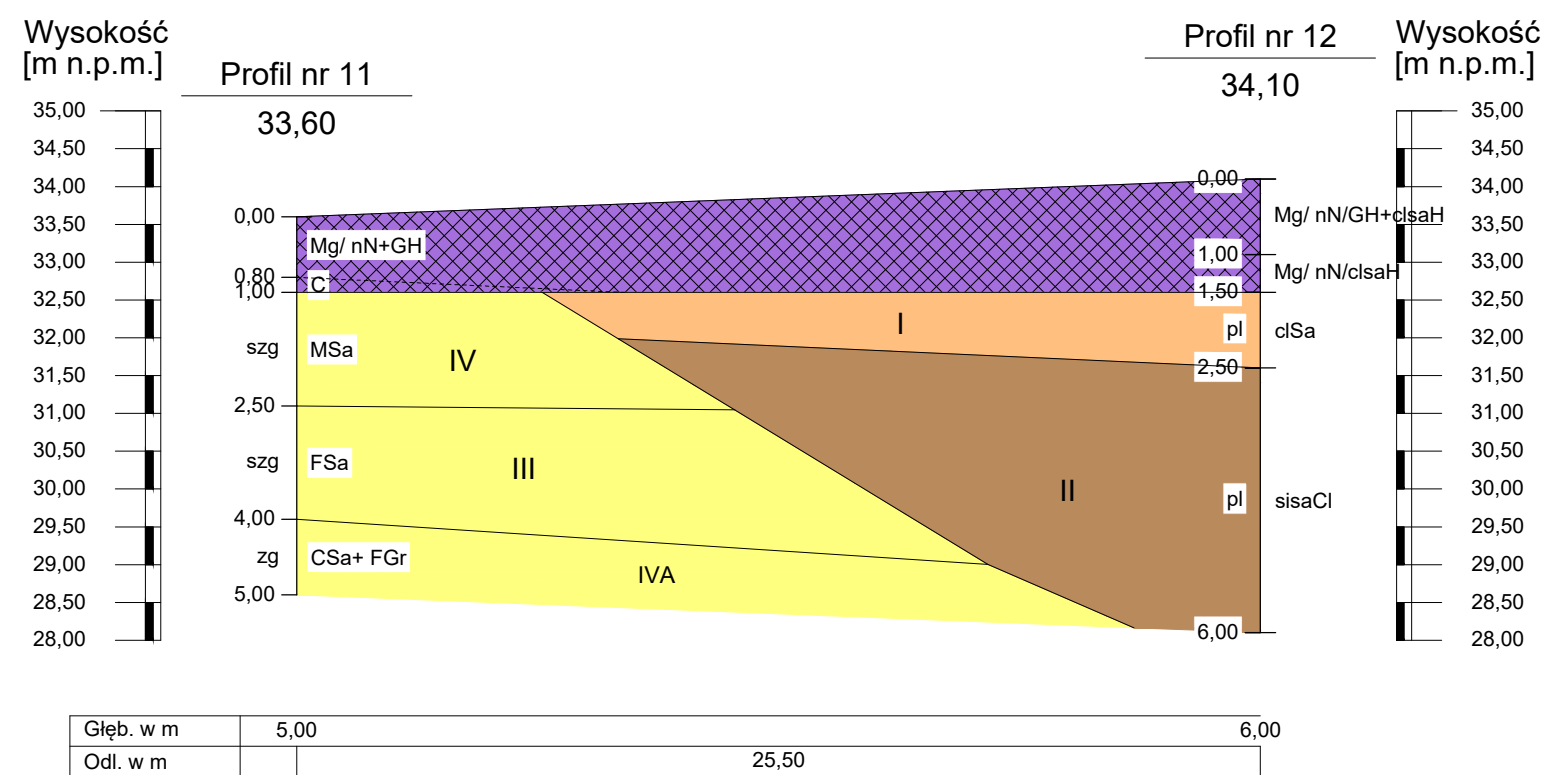 Wysokość
[m n.p.m.]
Profil nr 11
33,60
Profil nr 12
34,10
Wysokość
[m n.p.m.]
35,00
34,50
34,00
33,50
33,00
32,50
32,00
31,50
31,00
30,50
30,00
29,50
29,00
28,50
28,00
0,00
0,80
1,00
2,50
4,00
5,00
szg
szg
zg
Mg/ nN+GH
C
MSa
FSa
CSa+ FGr
IV
III
IVA
I
II
0,00
1,00
1,50
pl
2,50
pl
6,00
Mg/ nN/GH+clsaH
Mg/ nN/clsaH
clSa
sisaCl
35,00
34,50
34,00
33,50
33,00
32,50
32,00
31,50
31,00
30,50
30,00
29,50
29,00
28,50
28,00
Głęb. w m 5,00 6,00
Odl. w m 25,50